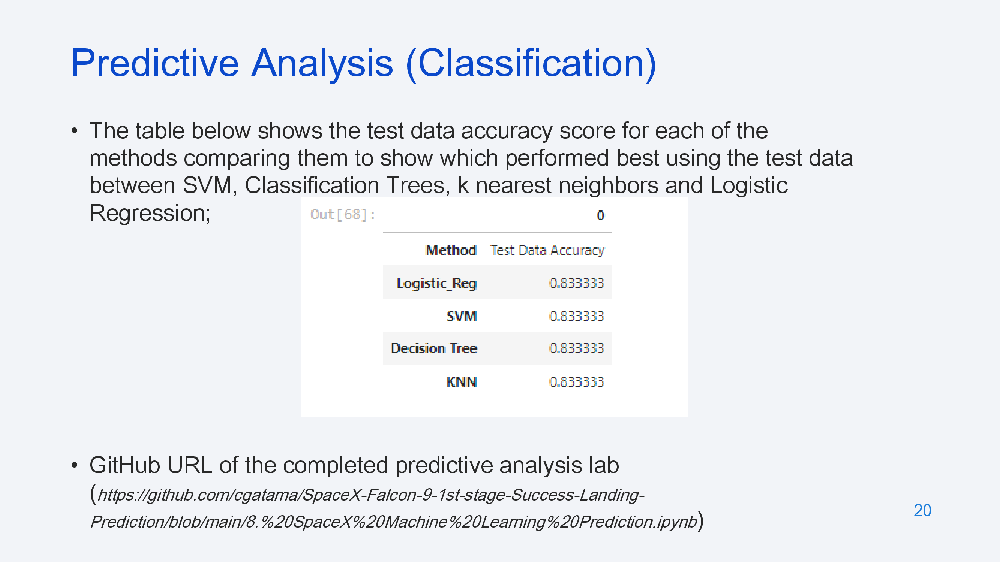 Predictive Analysis (Classification)
• The table below shows the test data accuracy score for each of the
methods comparing them to show which performed best using the test data
between SVM, Classification Trees, k nearest neighbors and Logistic
Regression;
Out[68]: 0
Method Test Data Accuracy
Logistic_Reg 0.833333
SVM 0.833333
Decision Tree 0.833333
KNN 0.833333
• GitHub URL of the completed predictive analysis lab
(https://github.com/cgatama/SpaceX-Falcon-9-1st-stage-Success-Landing-
Prediction/blob/main/8.%20SpaceX%20Machine%20Learning%20Prediction.ipynb)
20